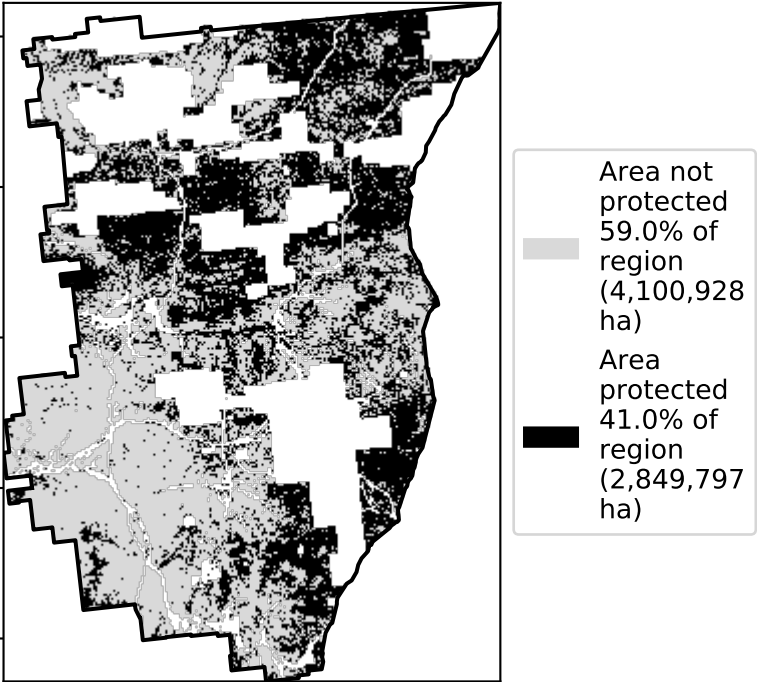 Area not
protected
59.0% of
region
(4,100,928
ha)
Area
protected
41.0% of
region
(2,849,797
ha)